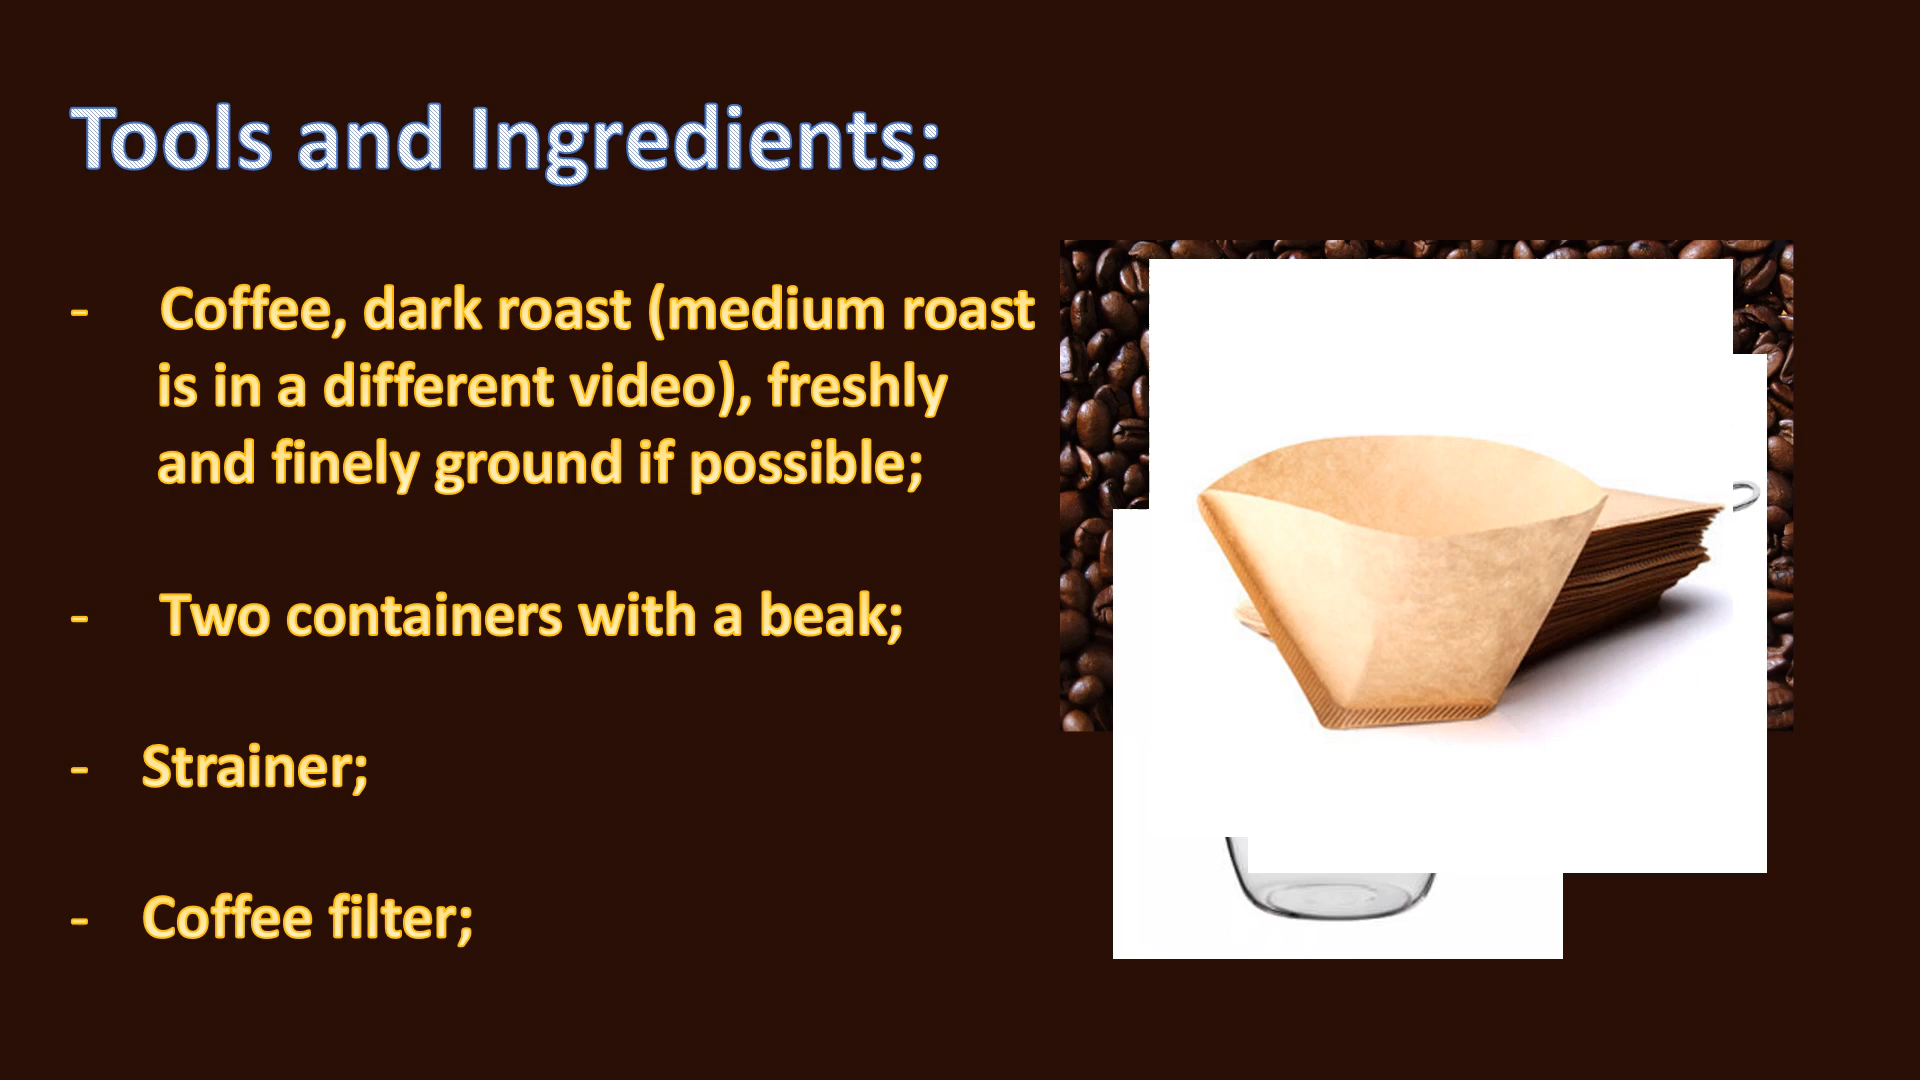 Tools and Ingredients:
- Coffee, dark roast (medium roast
is in a different video), freshly
and finely ground if possible;
- Two containers with a beak;
- Strainer;
- Coffee filter;